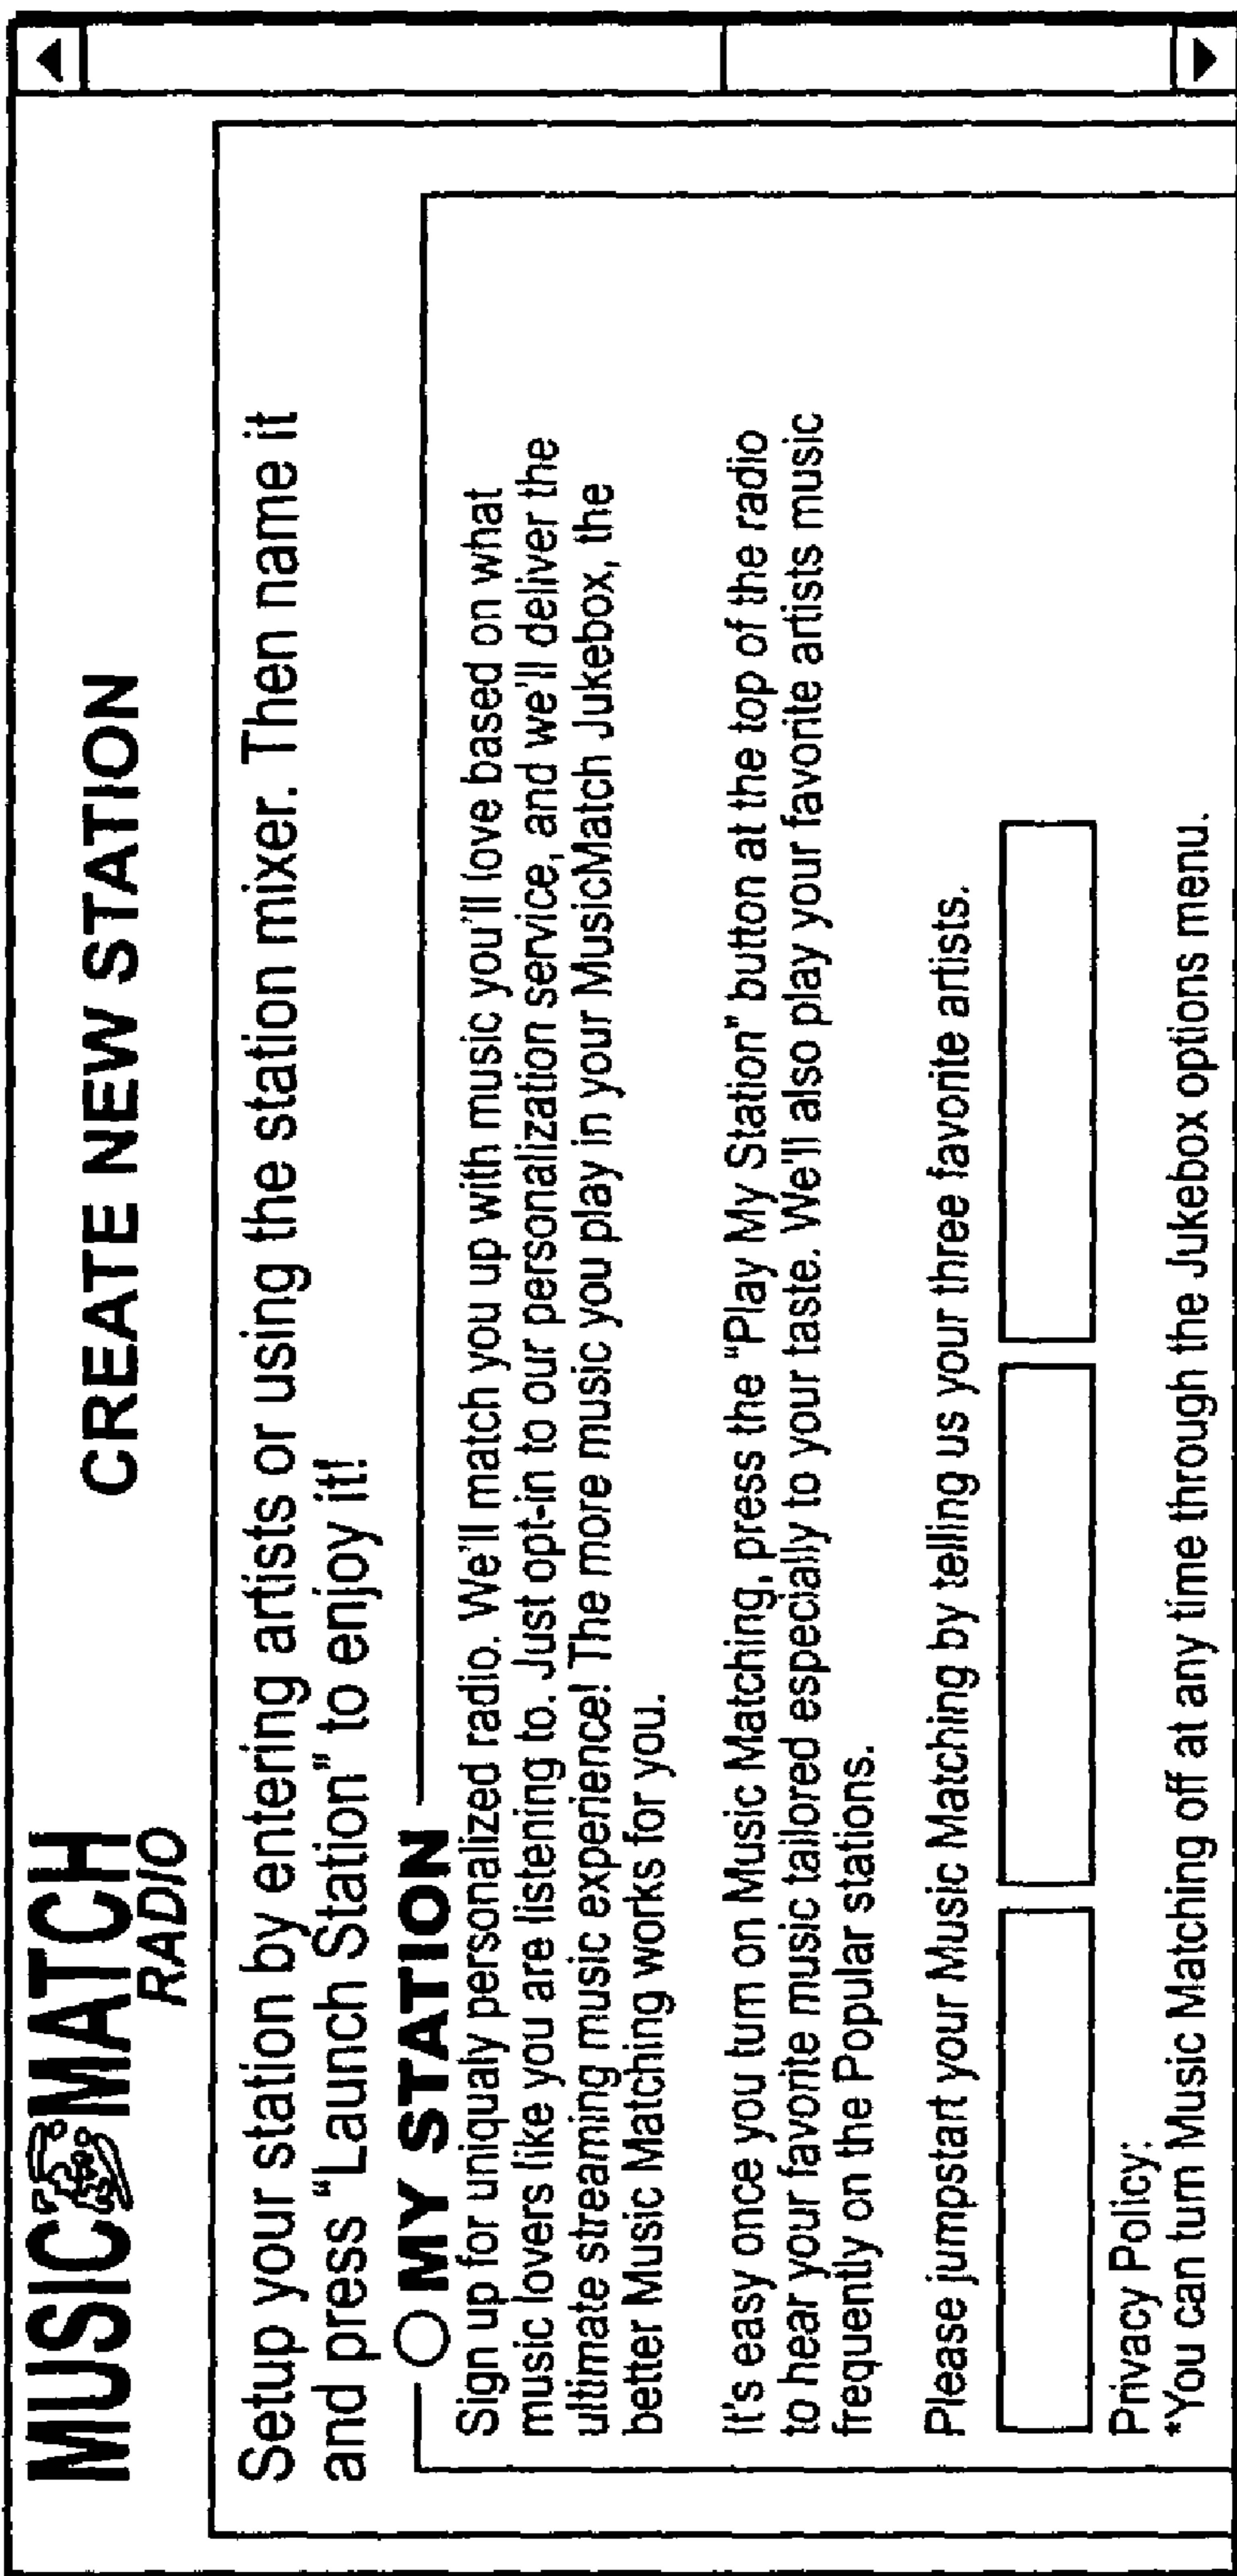 MUSIC MATCH
RADIO
CREATE NEW STATION
Setup your station by entering artists or using the station mixer. Then name it
and press “Launch Station” to enjoy it!
MY STATION
Sign up for uniqualy personalized radio. We'll match you up with music you'll love based on what
music lovers like you are listening to. Just opt-in to our personalization service, and we'll deliver the
ultimate streaming music experience! The more music you play in your MusicMatch Jukebox, the
better Music Matching works for you.
It's easy once you turn on Music Matching, press the “Play My Station” button at the top of the radio
to hear your favorite music tailored especially to your taste. We'll also play your favorite artists music
frequently on the Popular stations.
Please jumpstart your Music Matching by telling us your three favorite artists.
Privacy Policy:
*You can turn Music Matching off at any time through the Jukebox options menu.